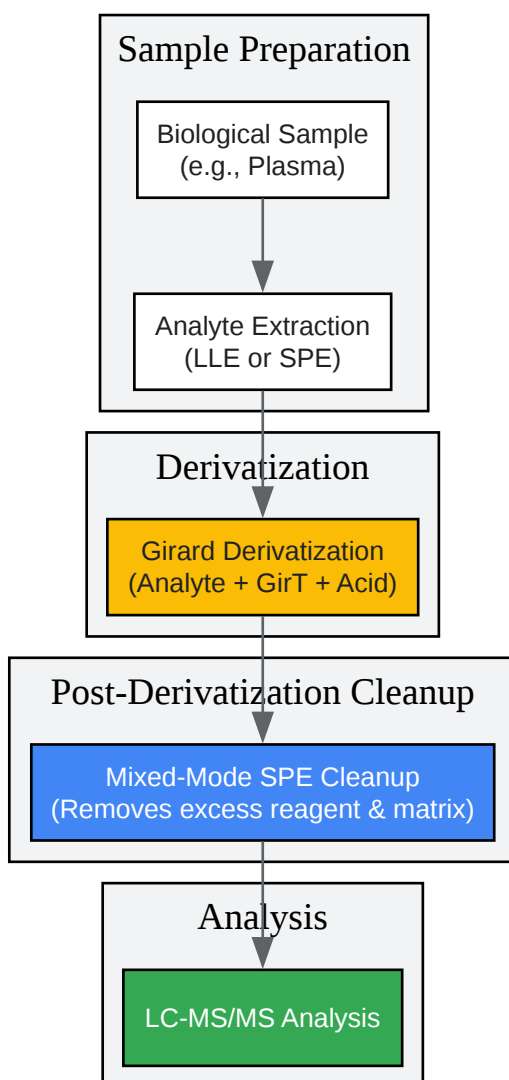 Sample Preparation
Biological Sample
(e.g., Plasma)
Analyte Extraction
(LLE or SPE)
Derivatization
Girard Derivatization
(Analyte + GirT + Acid)
Post-Derivatization Cleanup
Mixed-Mode SPE Cleanup
(Removes excess reagent & matrix)
Analysis
LC-MS/MS Analysis